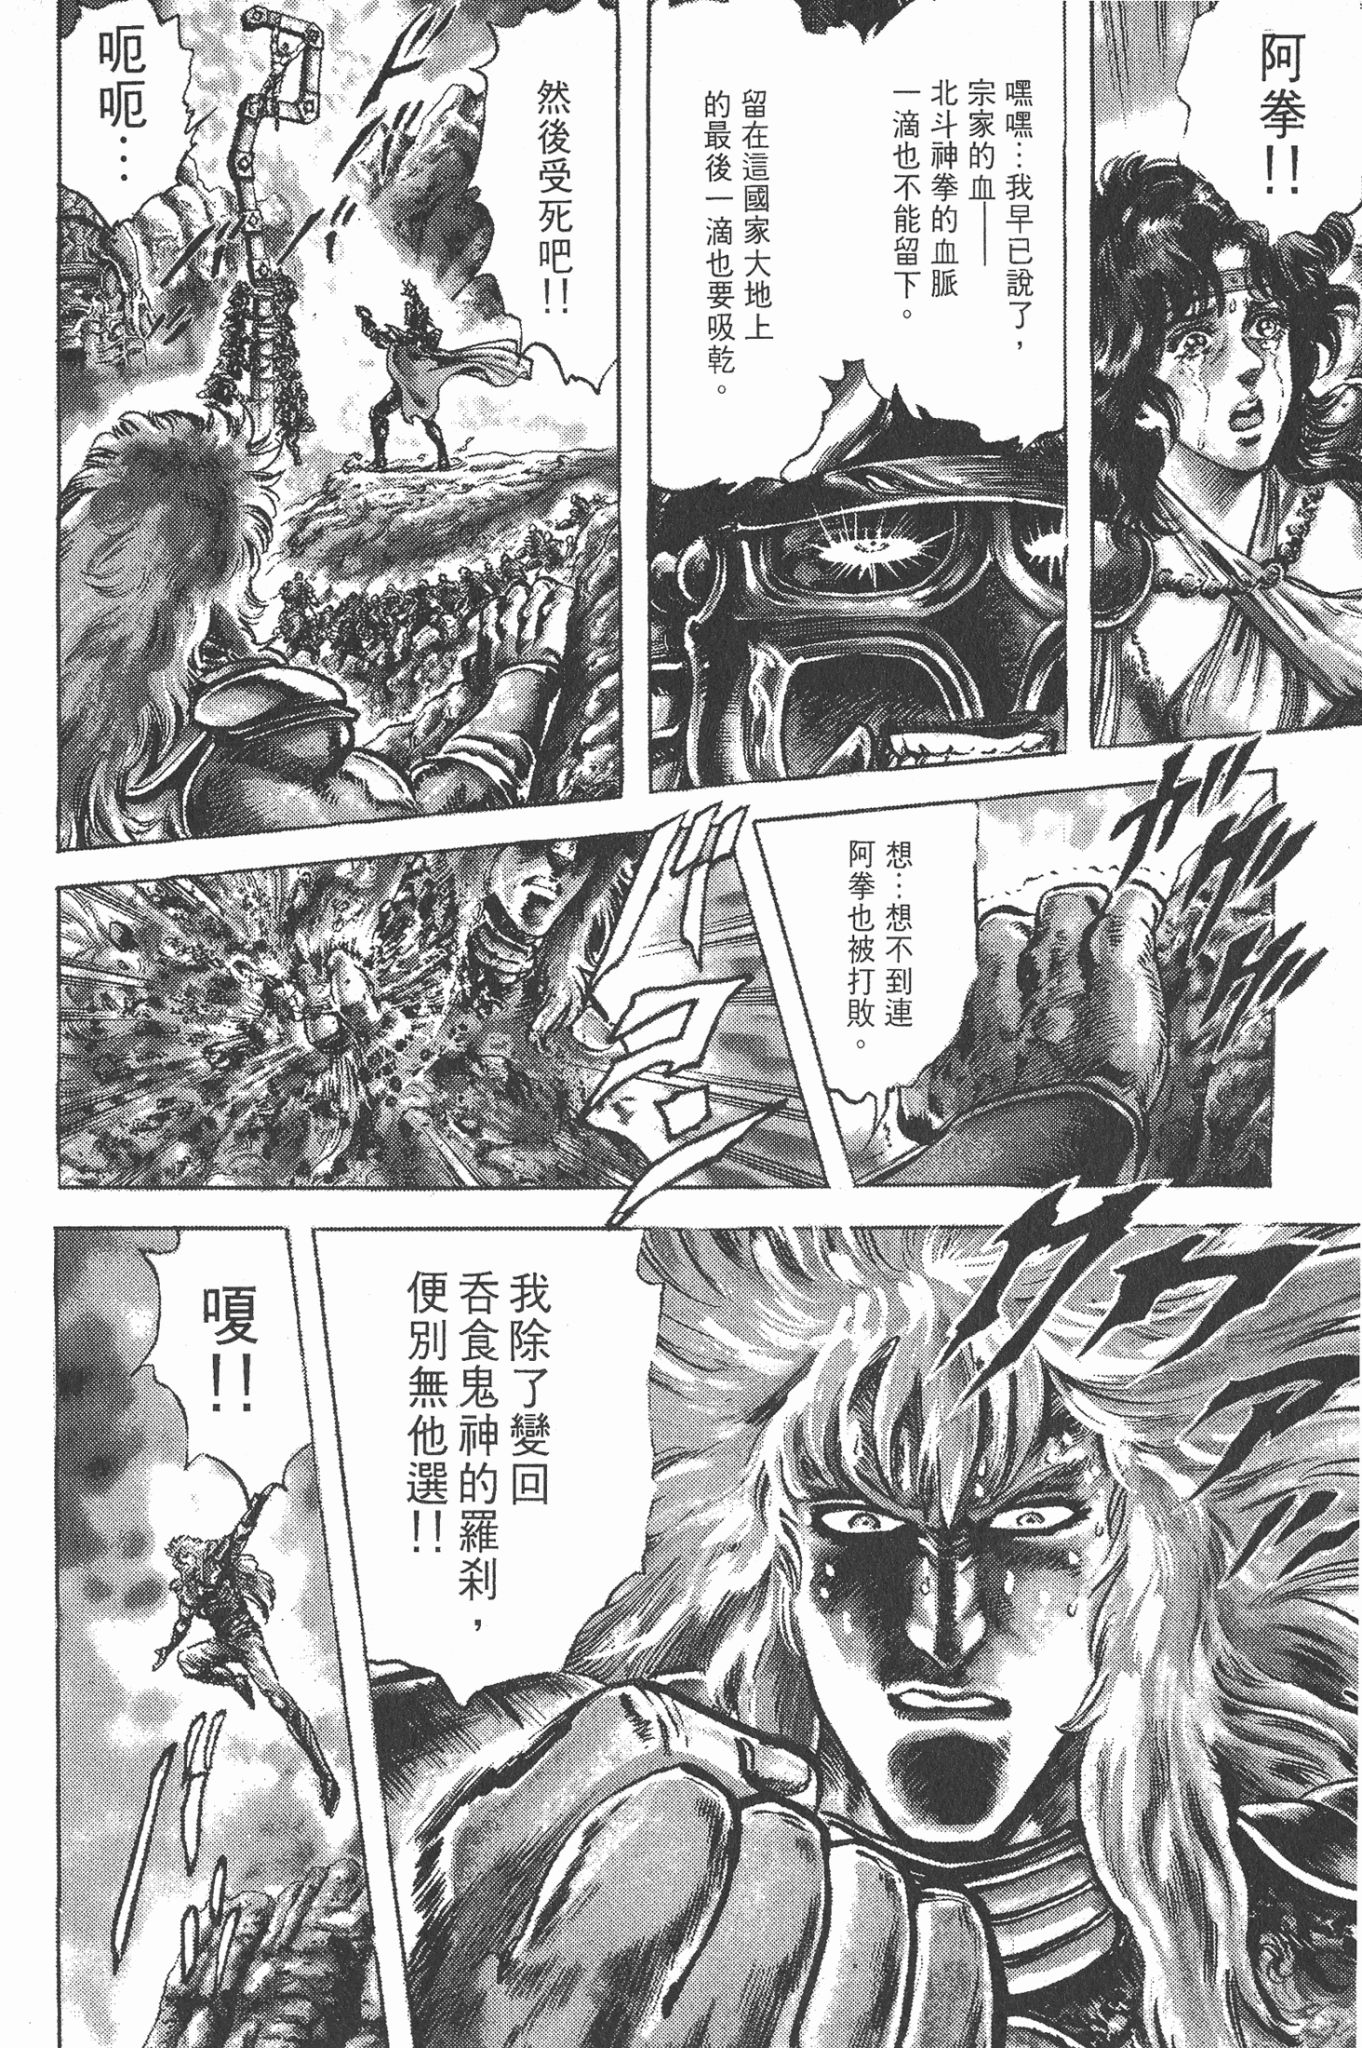 阿拳!!
嘿嘿…我早已說了，
宗家的血——
北斗神拳的血脈
一滴也不能留下。
留在這國家大地上
的最後一滴也要吸乾。
然後受死吧!!
呃呃…
想…想不到連
阿拳也被打敗。
我除了變回
吞食鬼神的羅剎，
便別無他選!!
嗄!!